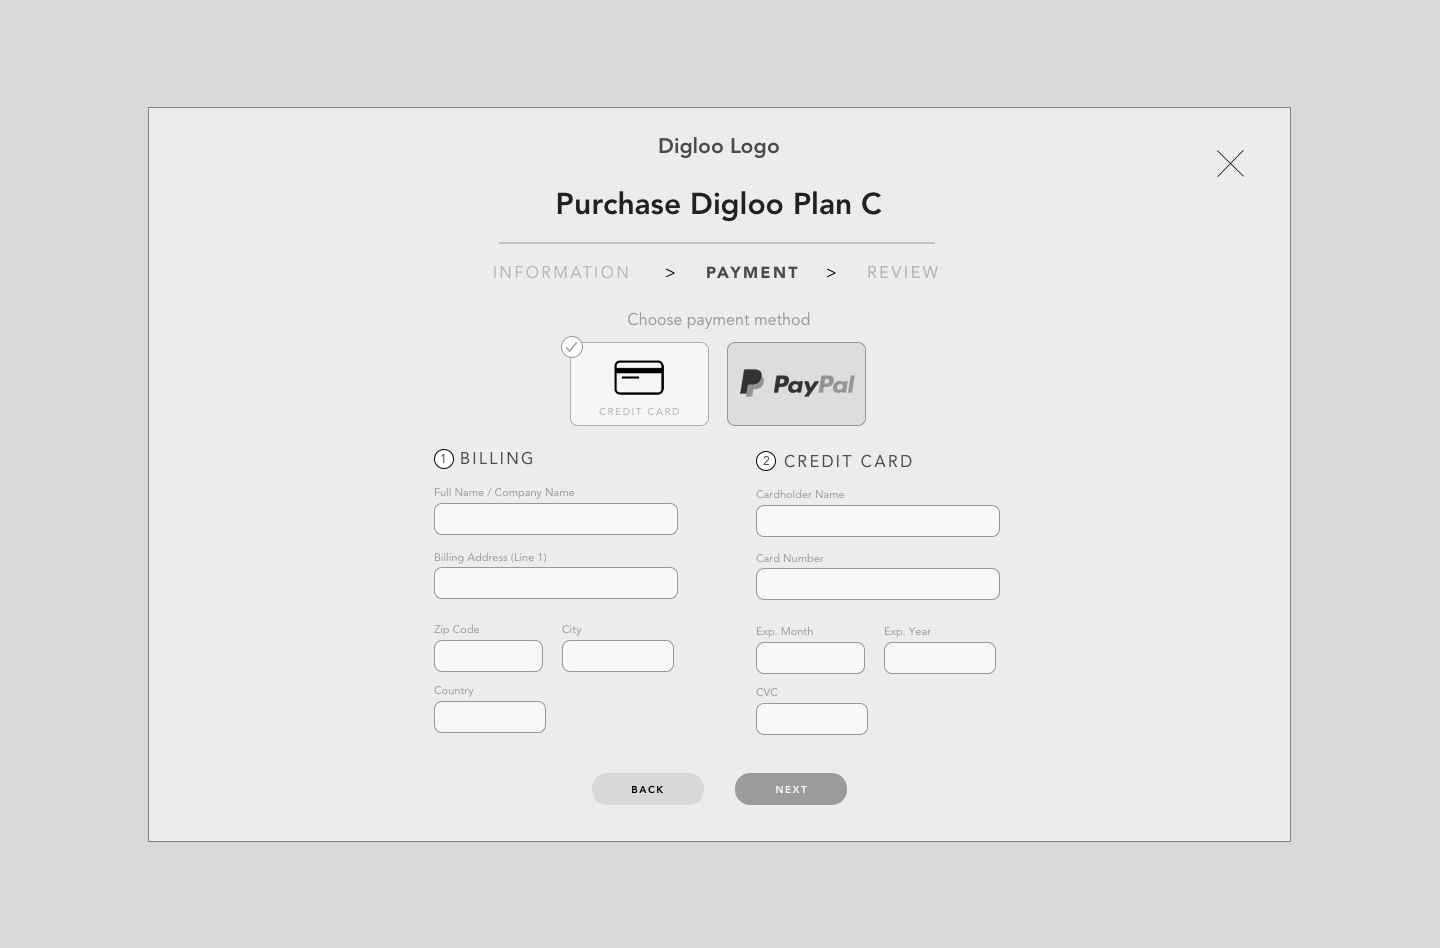 Digloo Logo
Purchase Digloo Plan C
INFORMATION > PAYMENT > REVIEW
Choose payment method
CREDIT CARD
PayPal
1 BILLING
Full Name / Company Name
Billing Address (Line 1)
Zip Code City
Country
2 CREDIT CARD
Cardholder Name
Card Number
Exp. Month Exp. Year
CVC
BACK NEXT